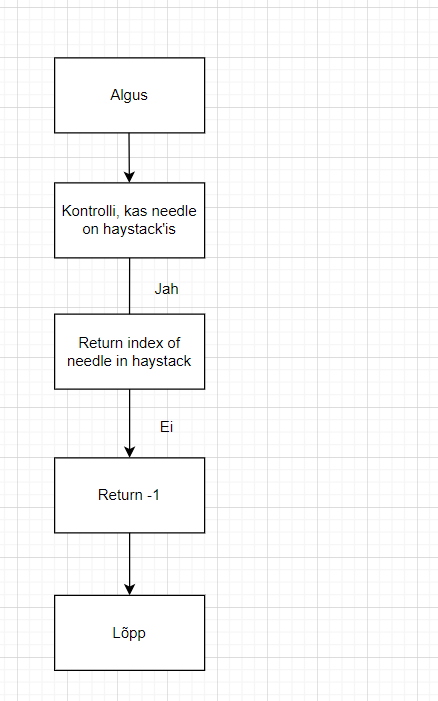 Algus
Kontrolli, kas needle
on haystack'is
Jah
Return index of
needle in haystack
Ei
Return -1
Lõpp